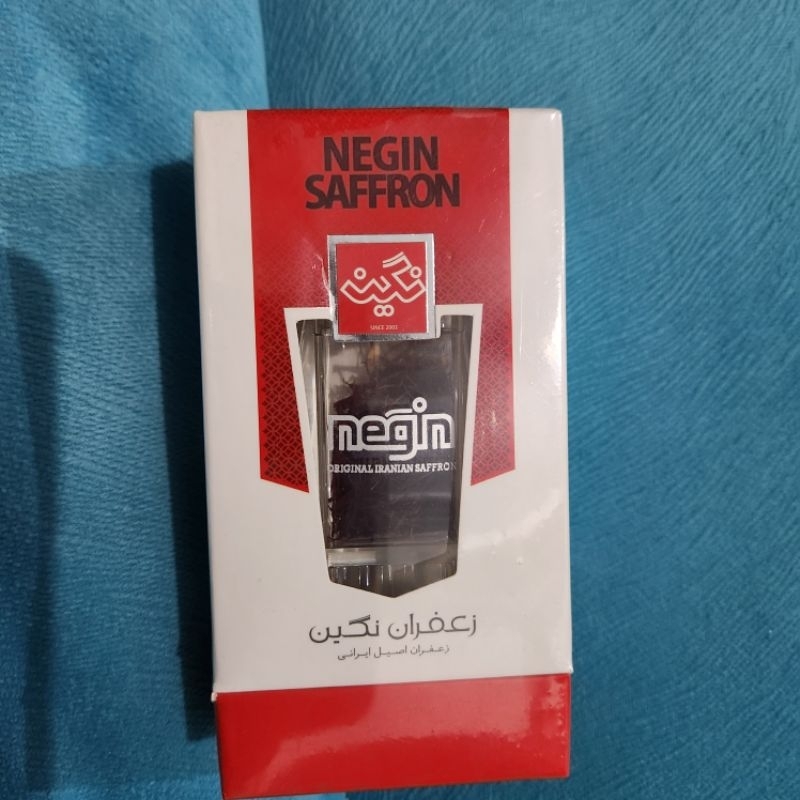 NEGIN
SAFFRON
نگین
SINCE 2003
negin
ORIGINAL IRANIAN SAFFRON
زعفران نگین
زعفران اصیل ایرانی